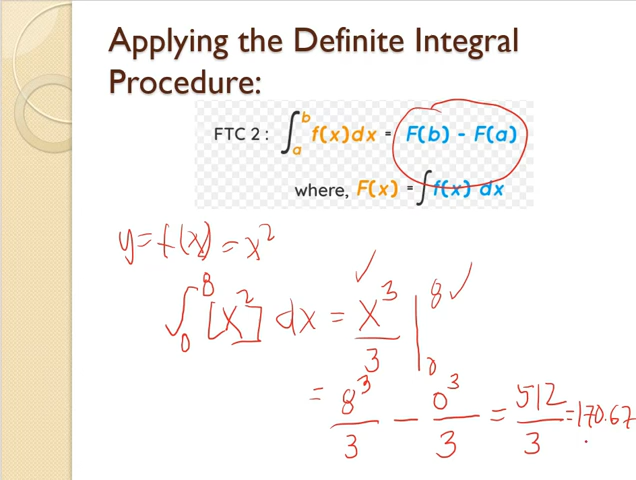 Applying the Definite Integral
Procedure:
FTC 2 : ∫ₐᵇ f(x)dx = F(b) - F(a)
where, F(x) = ∫f(x) dx
y = f(x) = x²
∫₀⁸ [x²] dx = x³/3 |₀⁸
= 8³/3 - 0³/3 = 512/3 = 170.67